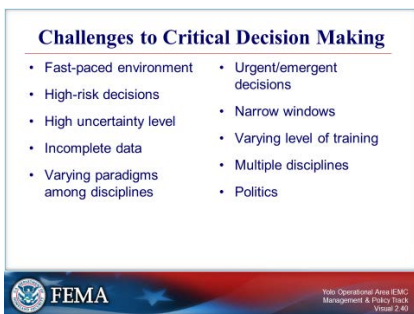 Challenges to Critical Decision Making
• Fast-paced environment
• High-risk decisions
• High uncertainty level
• Incomplete data
• Varying paradigms
among disciplines
• Urgent/emergent
decisions
• Narrow windows
• Varying level of training
• Multiple disciplines
• Politics
FEMA
Yolo Operational Area IEMC
Management & Policy Track
Visual 2.40